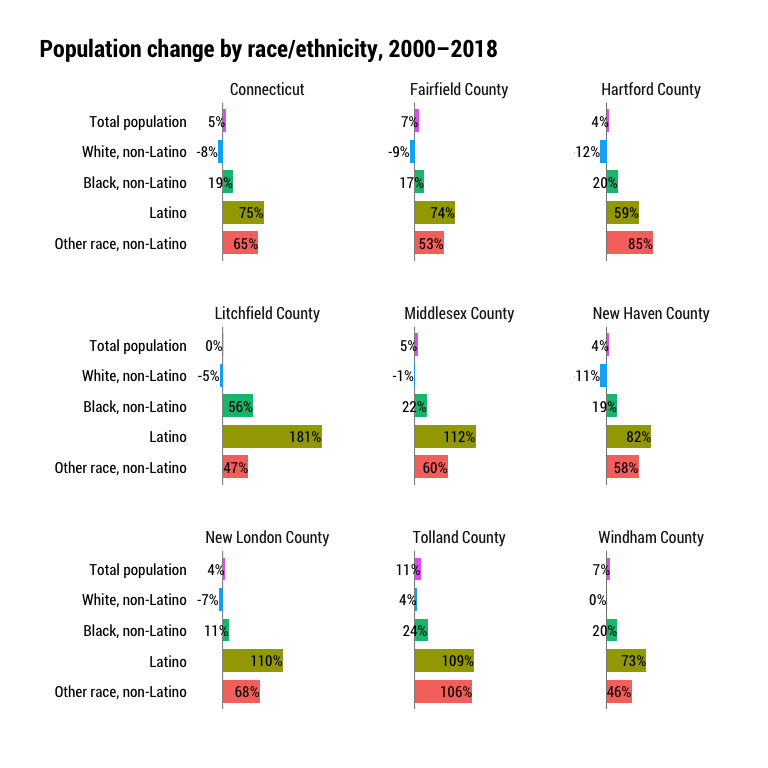 Population change by race/ethnicity, 2000–2018
Connecticut Fairfield County Hartford County
Total population 5% 7% 4%
White, non-Latino -8% -9% 12%
Black, non-Latino 19% 17% 20%
Latino 75% 74% 59%
Other race, non-Latino 65% 53% 85%
Litchfield County Middlesex County New Haven County
Total population 0% 5% 4%
White, non-Latino -5% -1% 11%
Black, non-Latino 56% 22% 19%
Latino 181% 112% 82%
Other race, non-Latino 47% 60% 58%
New London County Tolland County Windham County
Total population 4% 11% 7%
White, non-Latino -7% 4% 0%
Black, non-Latino 11% 24% 20%
Latino 110% 109% 73%
Other race, non-Latino 68% 106% 46%